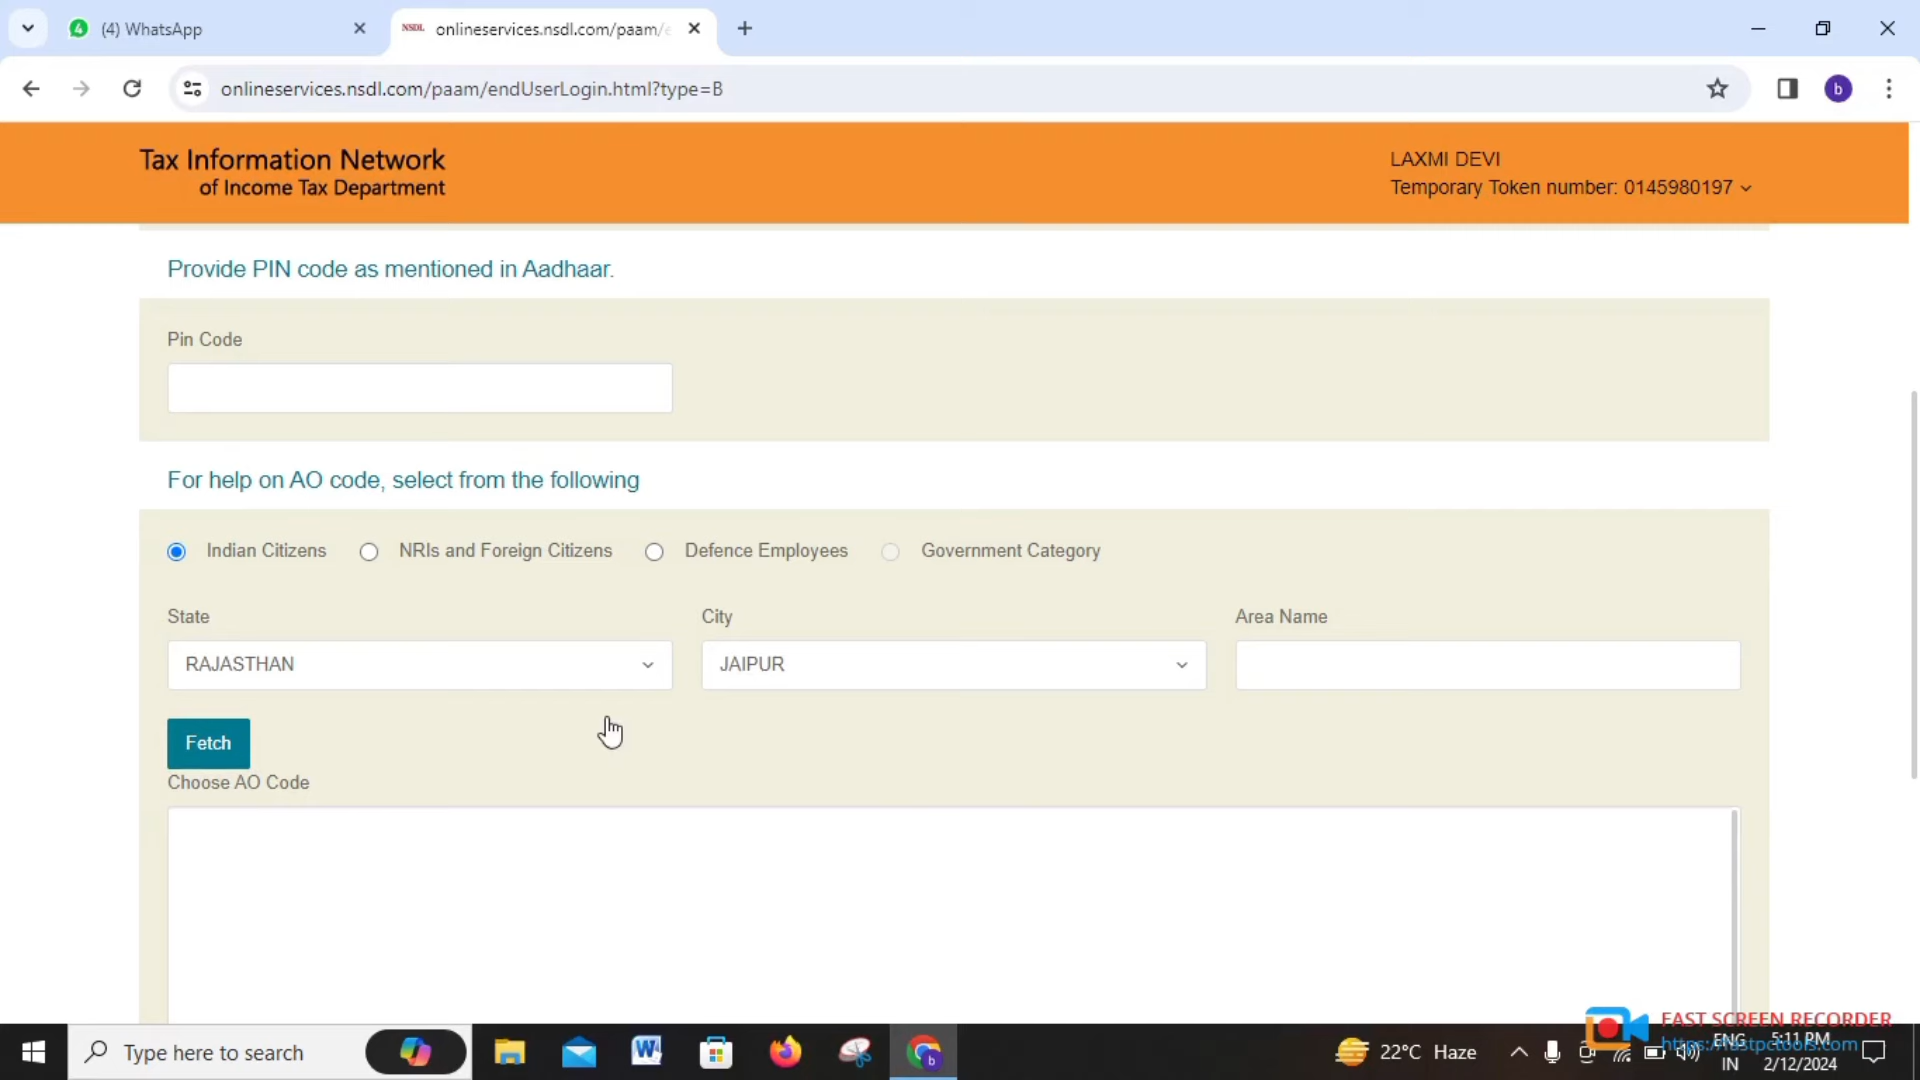 (4) WhatsApp
NSDL onlineservices.nsdl.com/paam/e
onlineservices.nsdl.com/paam/endUserLogin.html?type=B
b
Tax Information Network
of Income Tax Department
LAXMI DEVI
Temporary Token number: 0145980197
Provide PIN code as mentioned in Aadhaar.
Pin Code
For help on AO code, select from the following
Indian Citizens
NRIs and Foreign Citizens
Defence Employees
Government Category
State
City
Area Name
RAJASTHAN
JAIPUR
Fetch
Choose AO Code
FAST SCREEN RECORDER
https://fastpctools.com
Type here to search
22°C Haze
ENG
IN
5:11 PM
2/12/2024